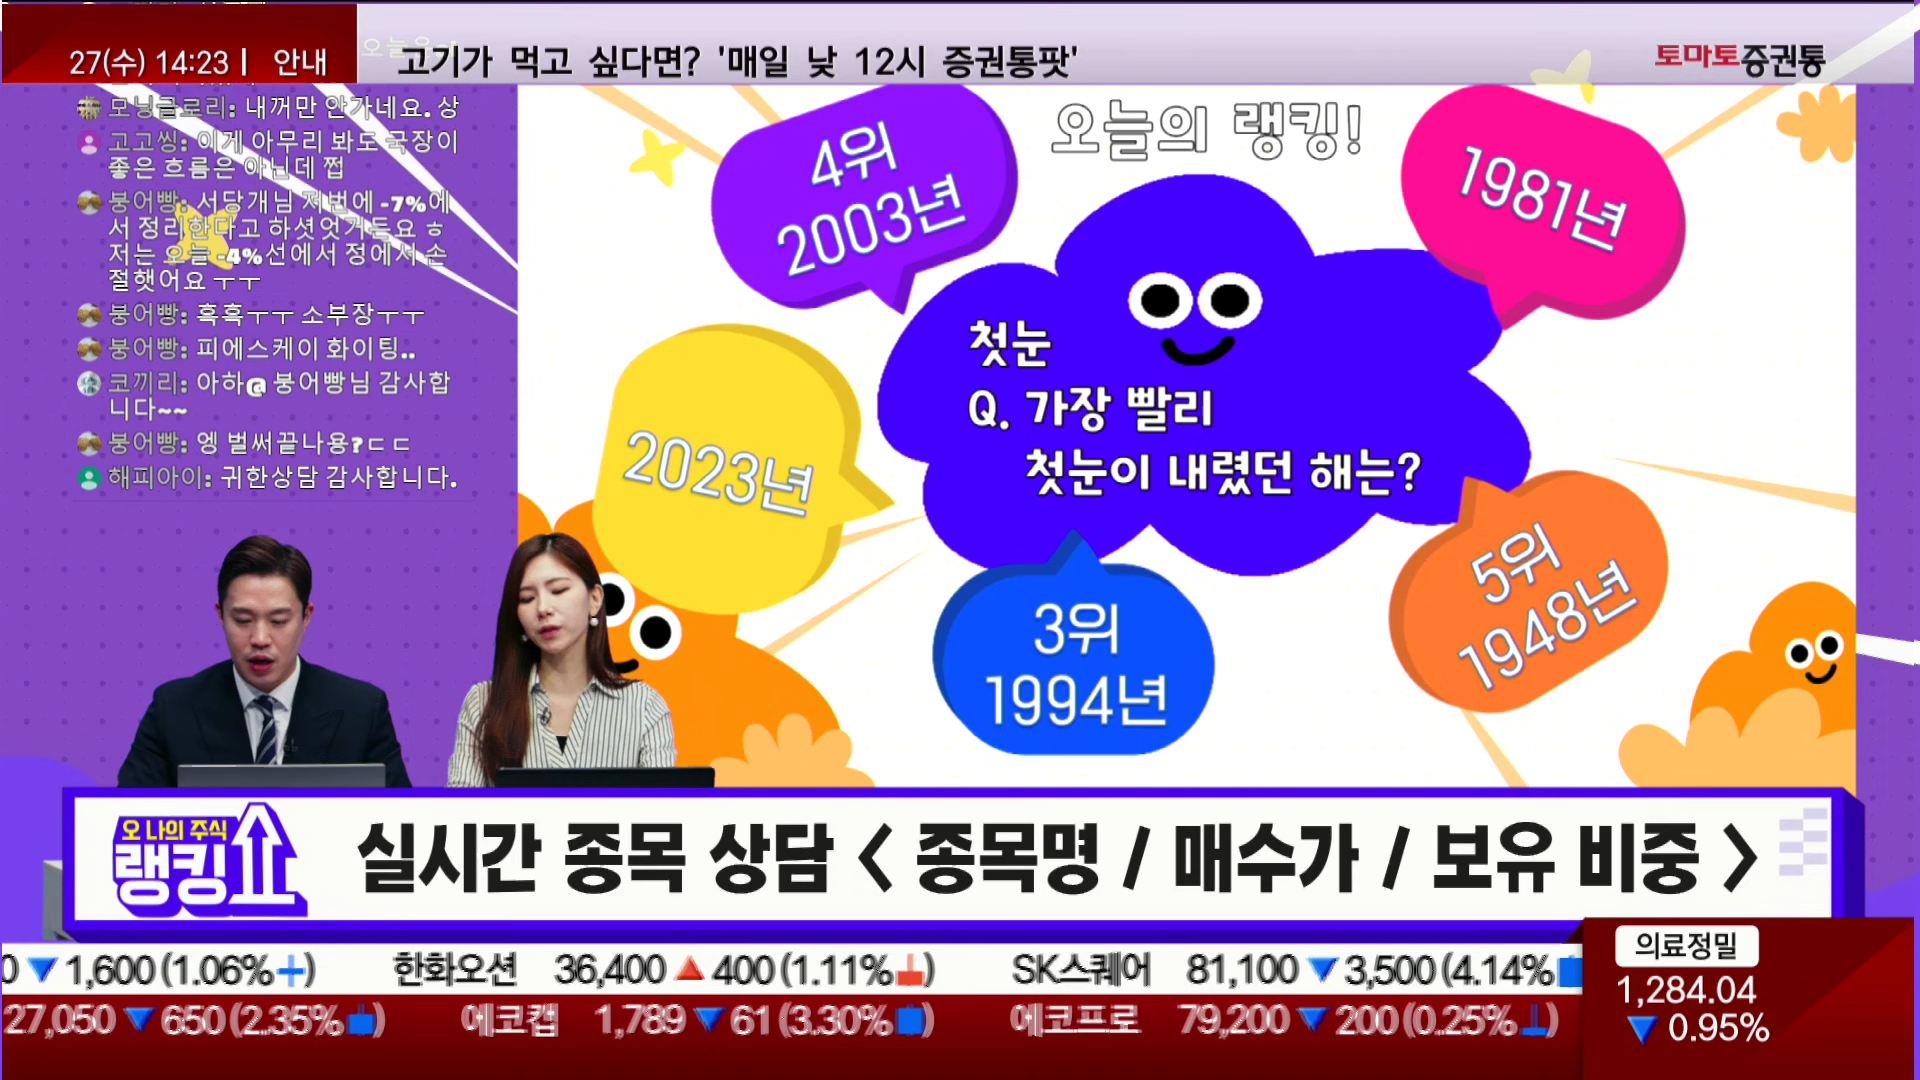 27(수) 14:23 | 안내
고기가 먹고 싶다면? '매일 낮 12시 증권통팟'
토마토증권통
모닝글로리: 내꺼만 안가네요. 상
고고씽: 이게 아무리 봐도 국장이
좋은 흐름은 아닌데 쩝
붕어빵: 서당개님 저번에 -7%에
서 정리한다고 하셧엇거든요 ㅎ
저는 오늘 -4%선에서 정에서 손
절했어요 ㅜㅜ
붕어빵: 흑흑ㅜㅜ 소부장ㅜㅜ
붕어빵: 피에스케이 화이팅..
코끼리: 아하@ 붕어빵님 감사합
니다~~
붕어빵: 엥 벌써끝나용?ㄷㄷ
해피아이: 귀한상담 감사합니다.
오늘의 랭킹!
4위
2003년
1981년
첫눈
Q. 가장 빨리
첫눈이 내렸던 해는?
2023년
3위
1994년
5위
1948년
오 나의 주식
랭킹
실시간 종목 상담 < 종목명 / 매수가 / 보유 비중 >
0 ▼ 1,600 (1.06%) 한화오션 36,400 ▲ 400 (1.11%) SK스퀘어 81,100 ▼ 3,500 (4.14%
27,050 ▼ 650 (2.35%) 에코캡 1,789 ▼ 61 (3.30%) 에코프로 79,200 ▼ 200 (0.25%)
의료정밀
1,284.04
▼ 0.95%